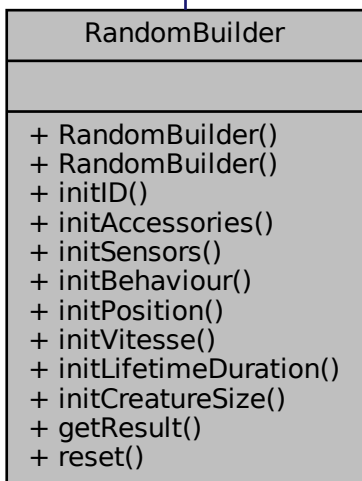 RandomBuilder
+ RandomBuilder()
+ RandomBuilder()
+ initID()
+ initAccessories()
+ initSensors()
+ initBehaviour()
+ initPosition()
+ initVitesse()
+ initLifetimeDuration()
+ initCreatureSize()
+ getResult()
+ reset()